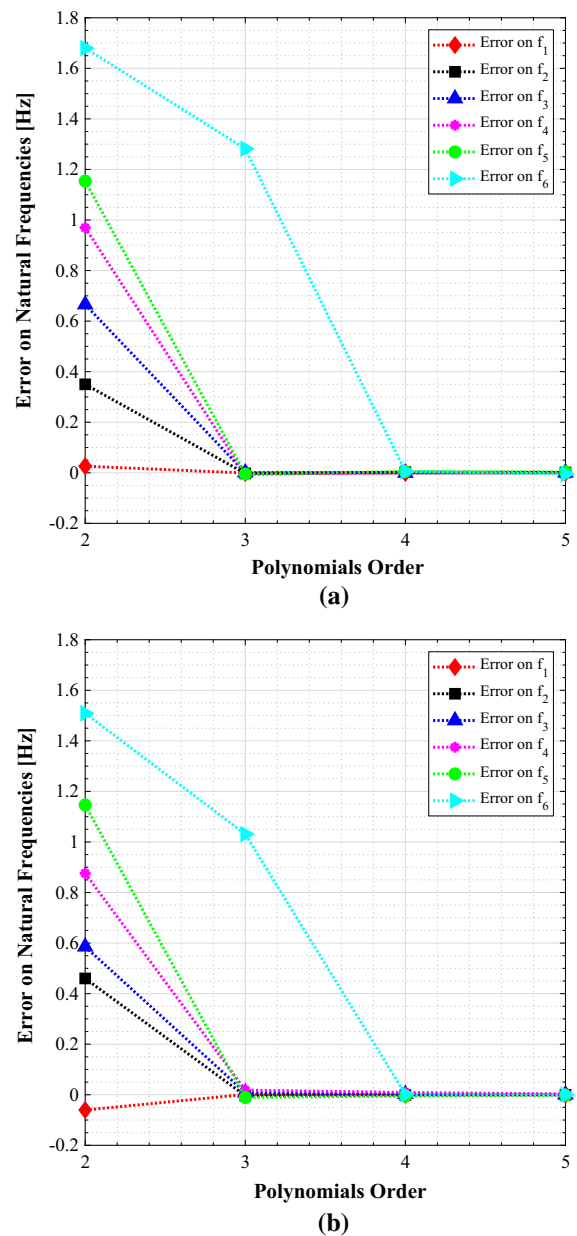 1.8
1.6
1.4
1.2
1
0.8
0.6
0.4
0.2
0
-0.2
Error on Natural Frequencies [Hz]
Error on f1
Error on f2
Error on f3
Error on f4
Error on f5
Error on f6
2 3 4 5
Polynomials Order
(a)
1.8
1.6
1.4
1.2
1
0.8
0.6
0.4
0.2
0
-0.2
Error on Natural Frequencies [Hz]
Error on f1
Error on f2
Error on f3
Error on f4
Error on f5
Error on f6
2 3 4 5
Polynomials Order
(b)